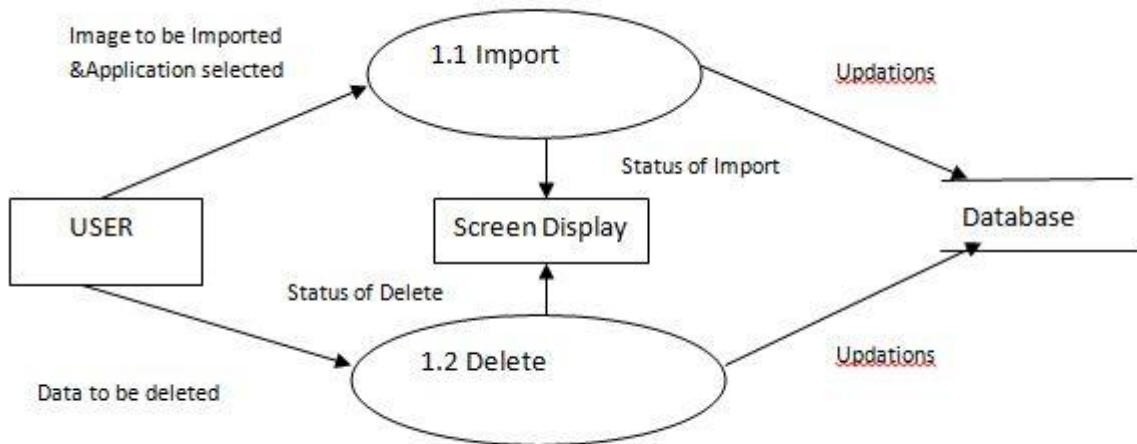 Image to be Imported
&Application selected
1.1 Import
Updations
Status of Import
USER
Screen Display
Database
Status of Delete
1.2 Delete
Updations
Data to be deleted